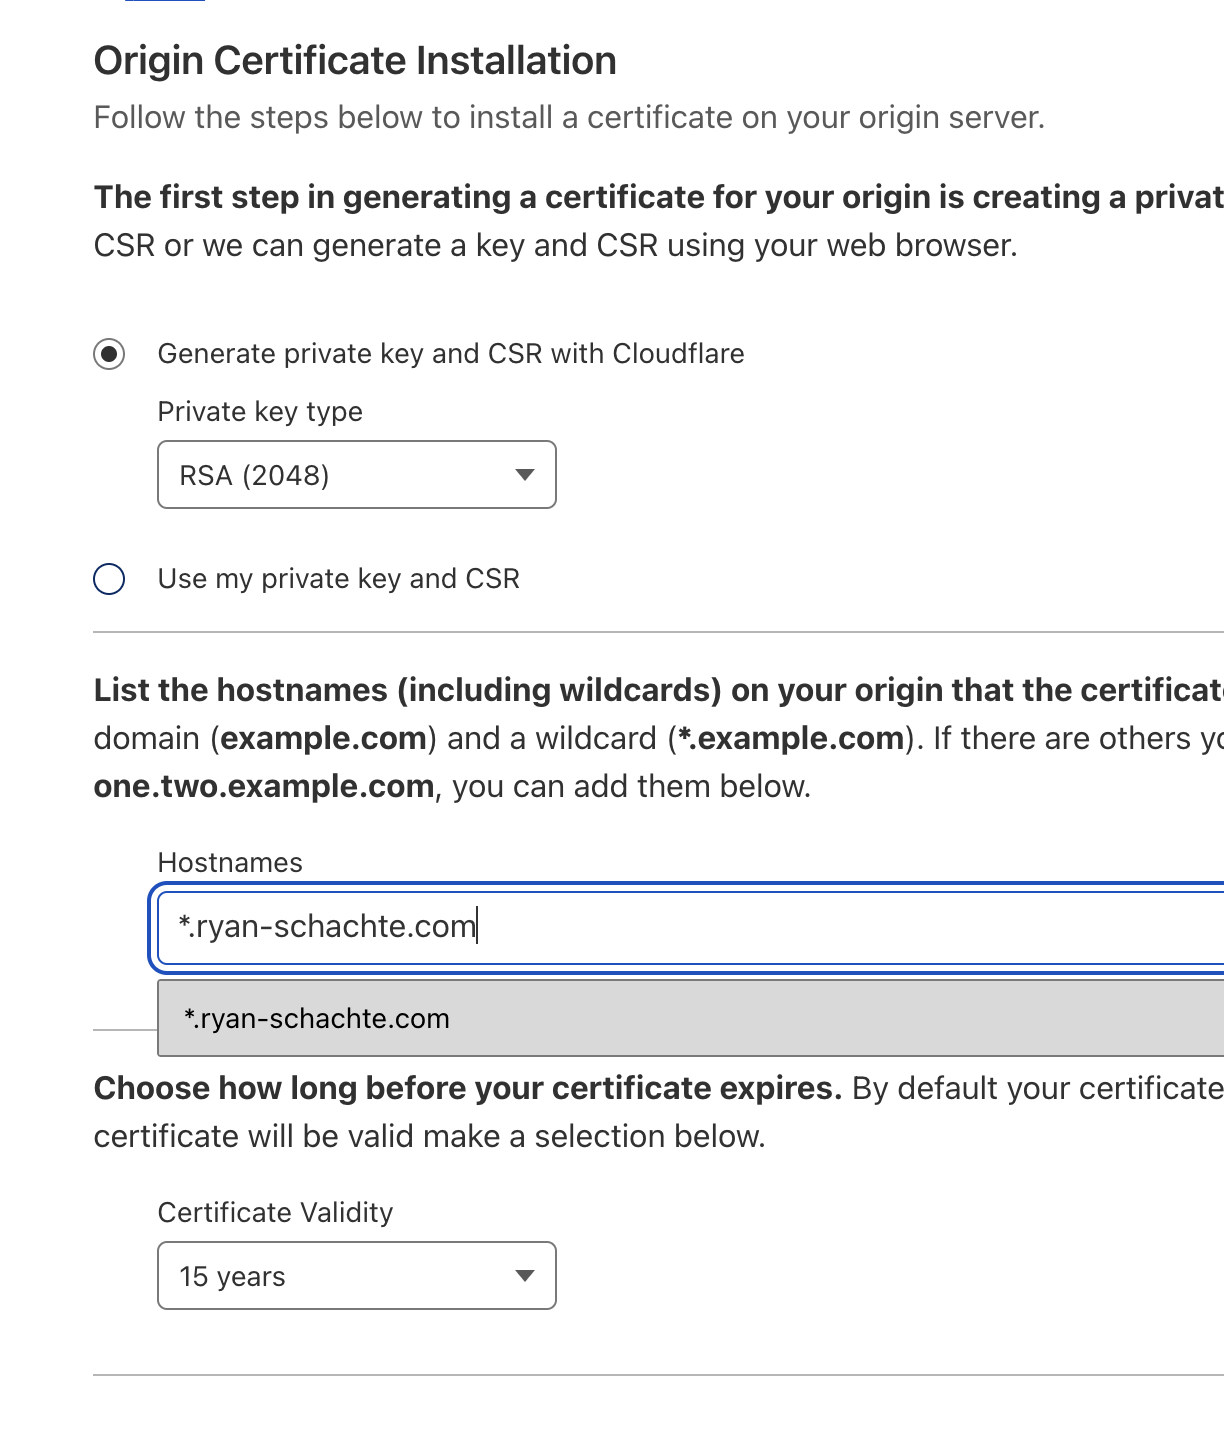 Origin Certificate Installation
Follow the steps below to install a certificate on your origin server.
The first step in generating a certificate for your origin is creating a privat
CSR or we can generate a key and CSR using your web browser.
Generate private key and CSR with Cloudflare
Private key type
RSA (2048)
Use my private key and CSR
List the hostnames (including wildcards) on your origin that the certificat
domain (example.com) and a wildcard (*.example.com). If there are others yo
one.two.example.com, you can add them below.
Hostnames
*.ryan-schachte.com
*.ryan-schachte.com
Choose how long before your certificate expires. By default your certificate
certificate will be valid make a selection below.
Certificate Validity
15 years